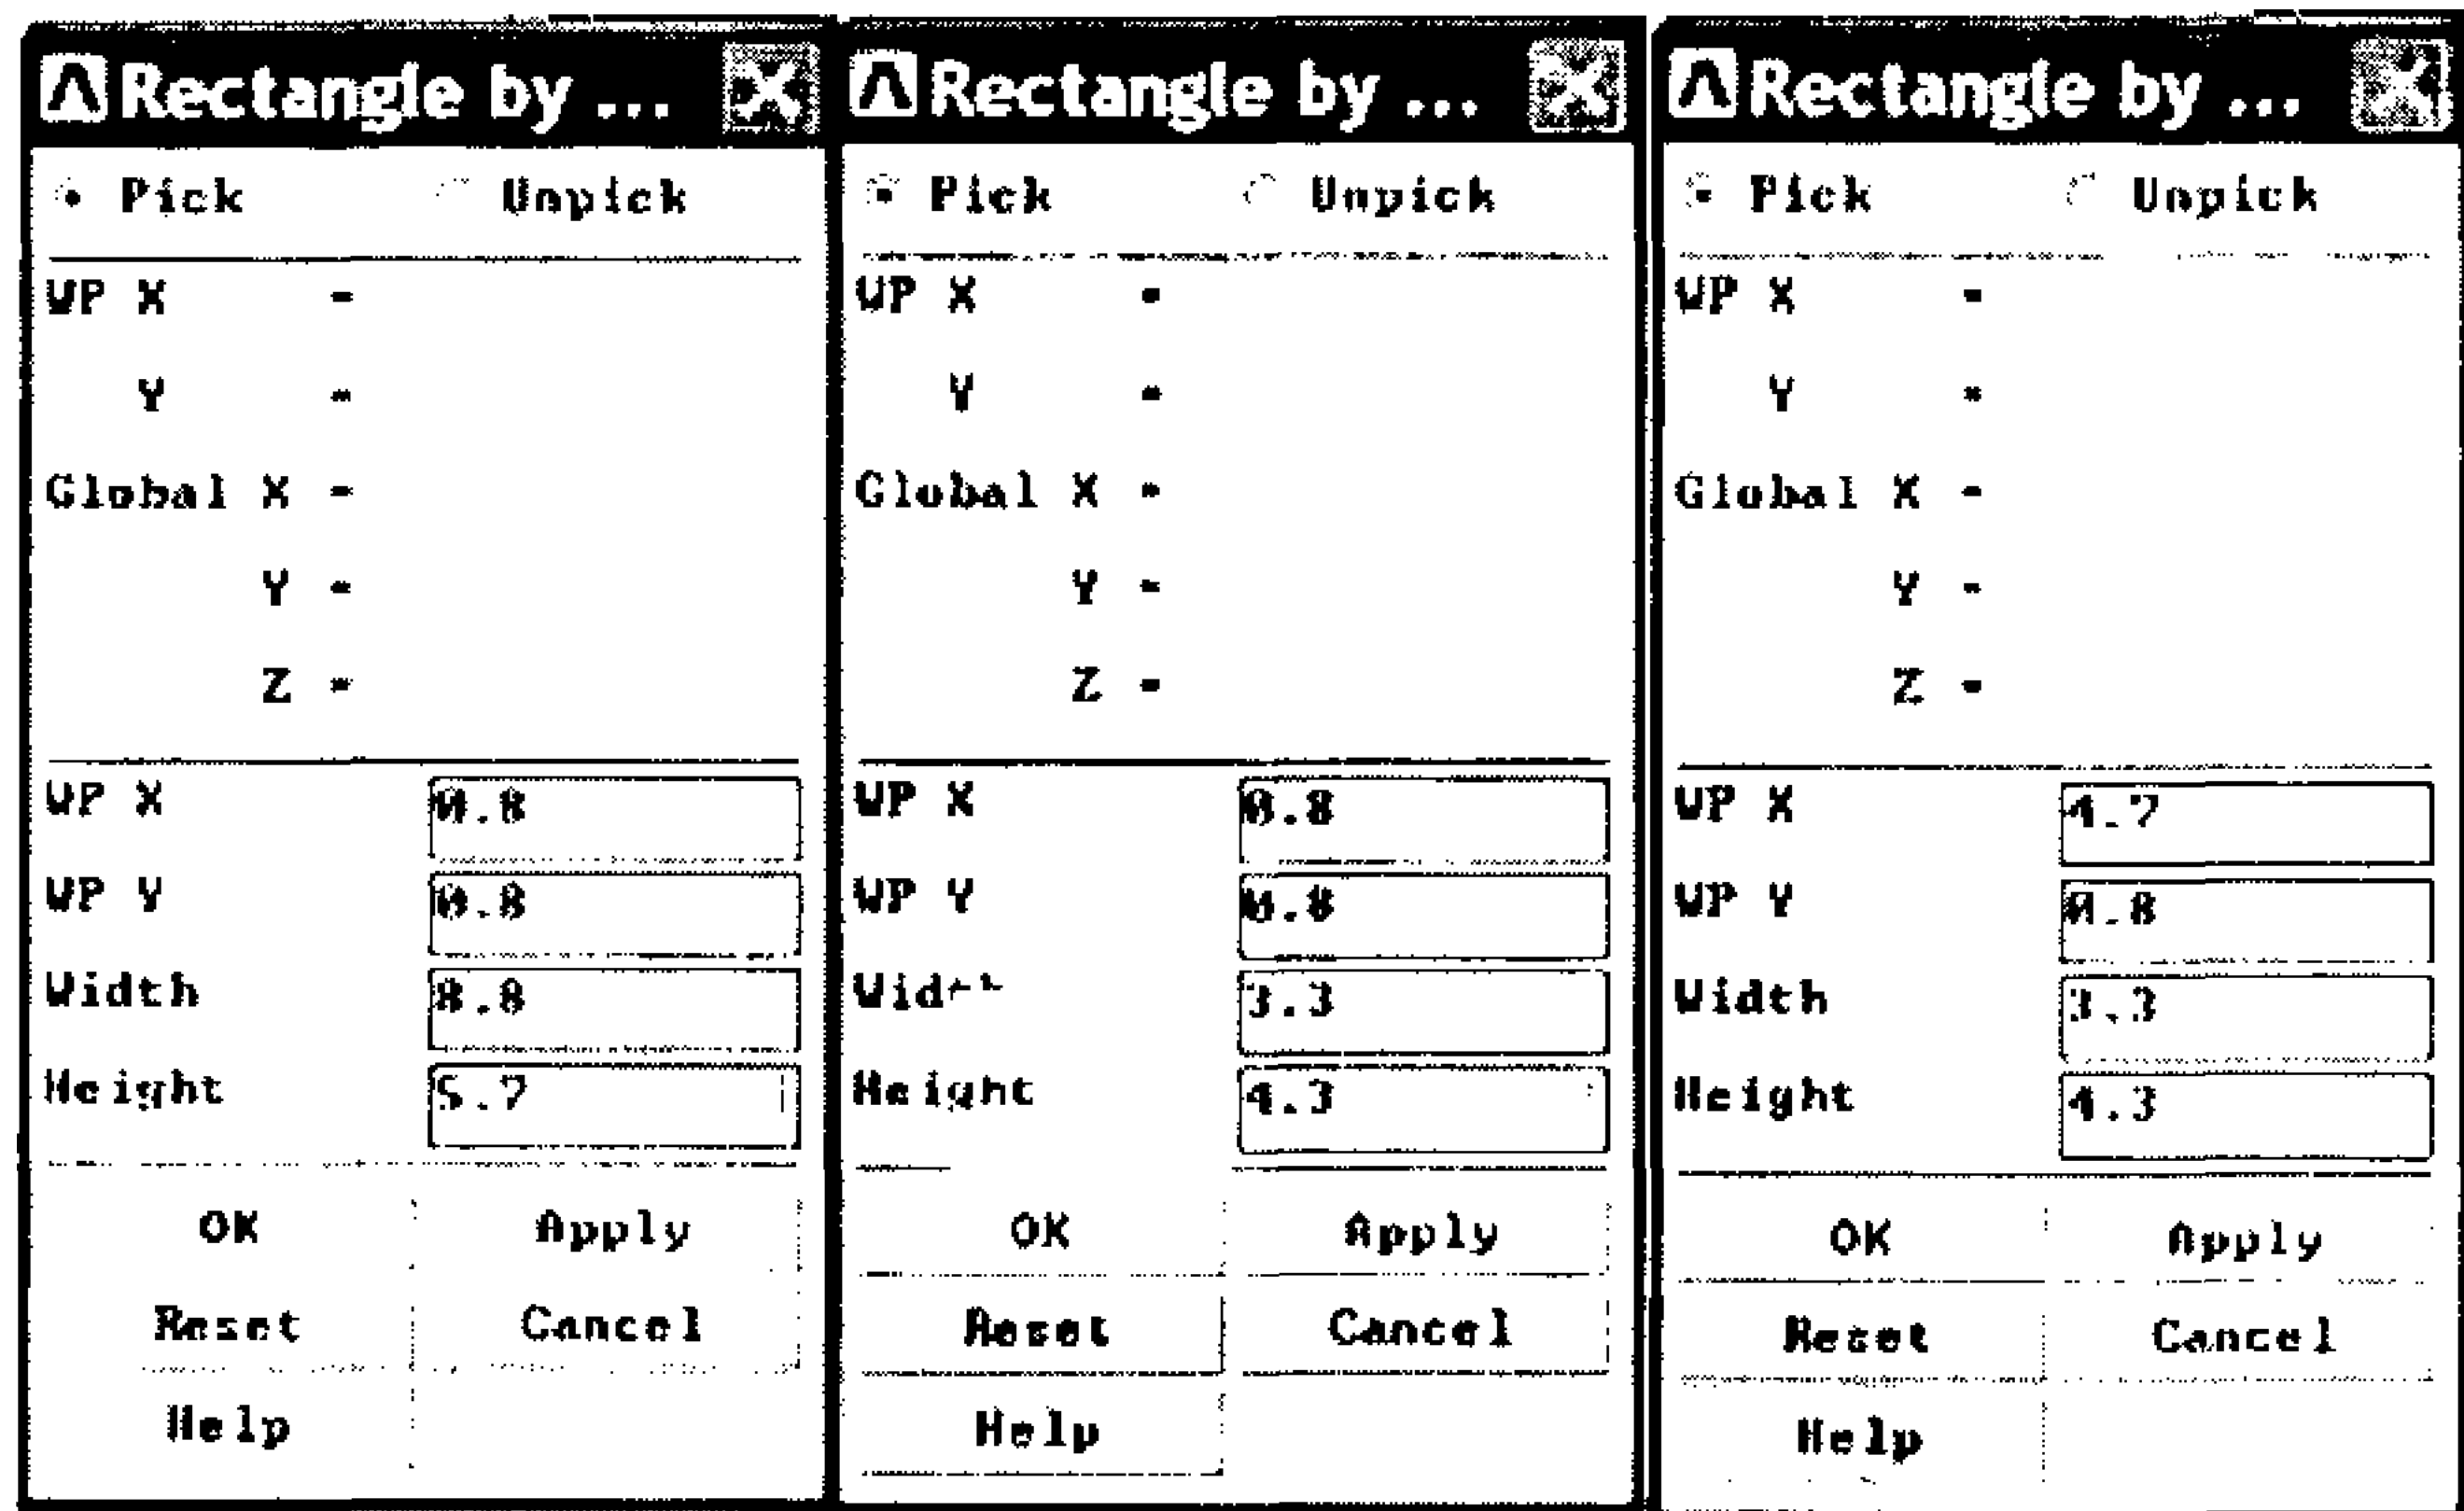 Rectangle by ...
Pick Unpick
WP X =
Y =
Global X =
Y =
Z =
WP X 0.8
WP Y 0.8
Width 8.8
Height 5.7
OK Apply
Reset Cancel
Help
Rectangle by ...
Pick Unpick
WP X =
Y =
Global X =
Y =
Z =
WP X 0.8
WP Y 0.8
Width 3.3
Height 4.3
OK Apply
Reset Cancel
Help
Rectangle by ...
Pick Unpick
WP X =
Y =
Global X =
Y =
Z =
WP X 4.7
WP Y 0.8
Width 3.3
Height 4.3
OK Apply
Reset Cancel
Help